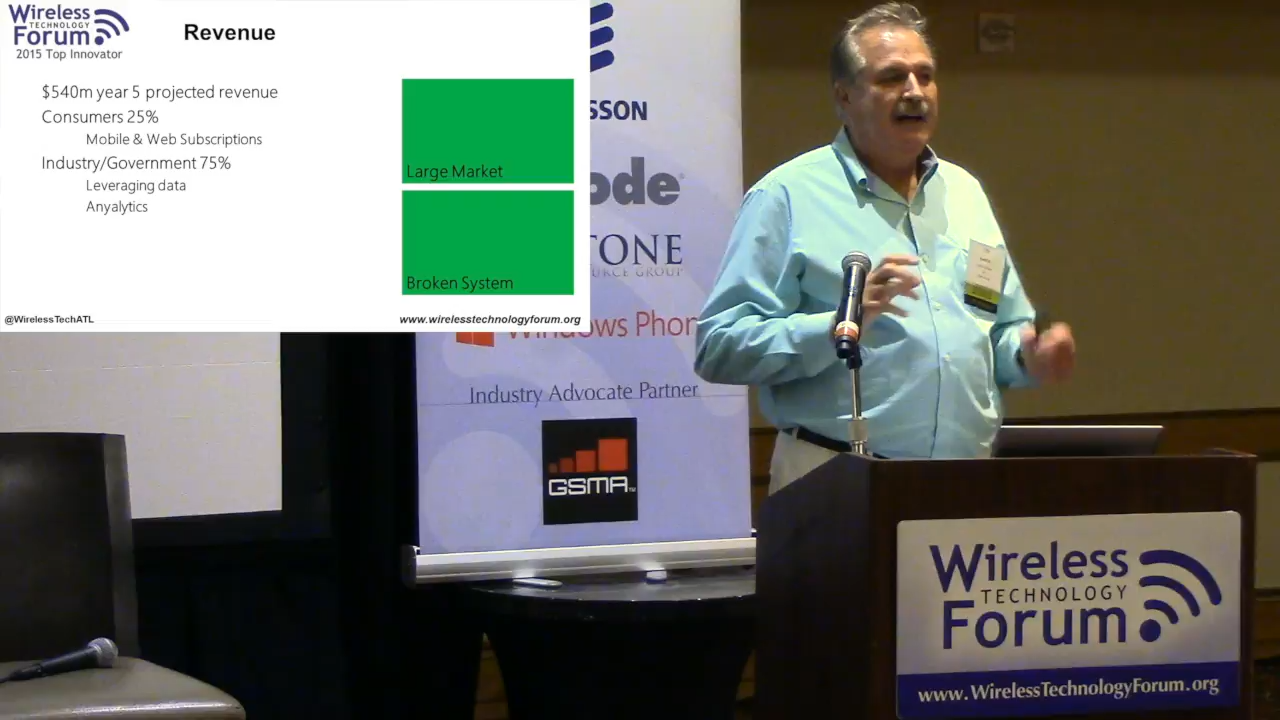 Wireless
TECHNOLOGY
Forum
2015 Top Innovator
Revenue
$540m year 5 projected revenue
Consumers 25%
Mobile & Web Subscriptions
Industry/Government 75%
Leveraging data
Anyalytics
Large Market
Broken System
@WirelessTechATL
www.wirelesstechnologyforum.org
SSON
ode
TONE
URCE GROUP
Windows Phon
Industry Advocate Partner
GSMA
Wireless
TECHNOLOGY
Forum
www.WirelessTechnologyForum.org